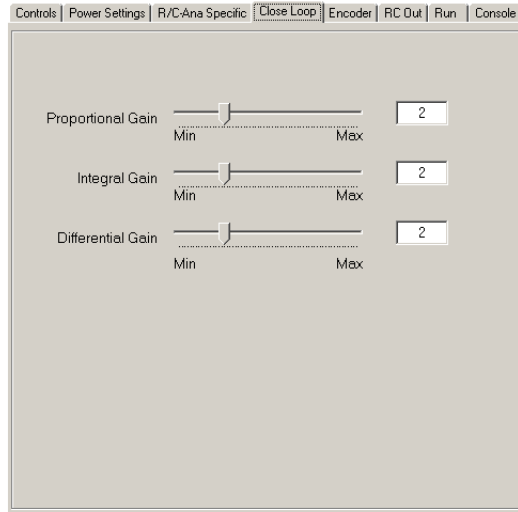 Controls Power Settings R/C-Ana Specific Close Loop Encoder RC Out Run Console
Proportional Gain 2
Min Max
Integral Gain 2
Min Max
Differential Gain 2
Min Max